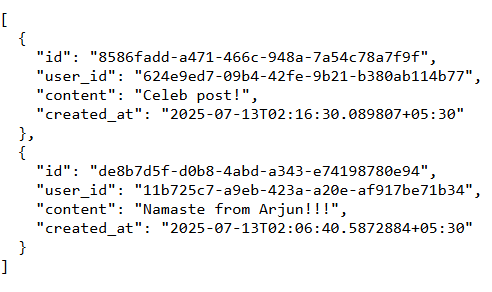 [
  {
    "id": "8586fadd-a471-466c-948a-7a54c78a7f9f",
    "user_id": "624e9ed7-09b4-42fe-9b21-b380ab114b77",
    "content": "Celeb post!",
    "created_at": "2025-07-13T02:16:30.089807+05:30"
  },
  {
    "id": "de8b7d5f-d0b8-4abd-a343-e74198780e94",
    "user_id": "11b725c7-a9eb-423a-a20e-af917be71b34",
    "content": "Namaste from Arjun!!!",
    "created_at": "2025-07-13T02:06:40.5872884+05:30"
  }
]